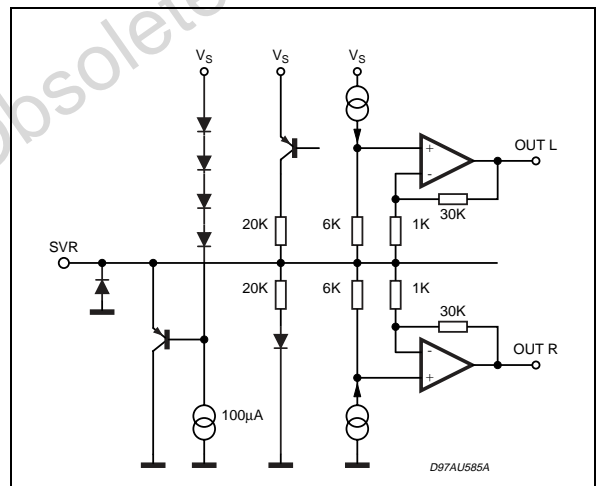 obsolete
VS VS VS
OUT L
+
-
30K
20K 6K 1K
SVR
20K 6K 1K
30K
-
+
OUT R
100μA
D97AU585A